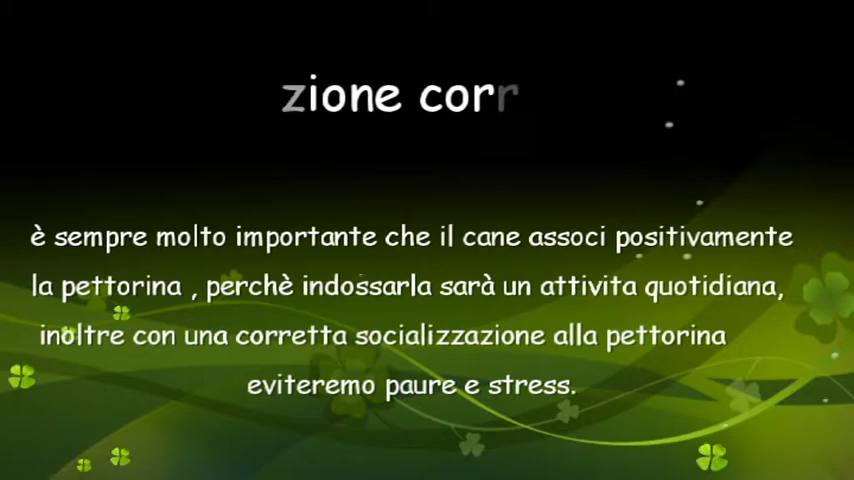 zione corr
è sempre molto importante che il cane associ positivamente
la pettorina , perchè indossarla sarà un attivita quotidiana,
inoltre con una corretta socializzazione alla pettorina
eviteremo paure e stress.